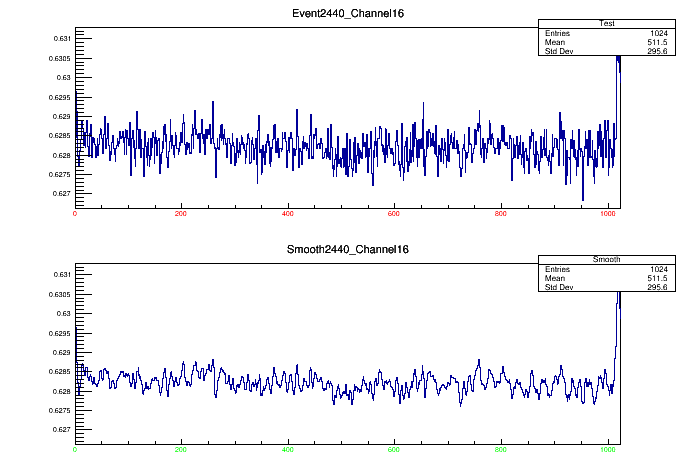 Event2440_Channel16
Test
Entries 1024
Mean 511.5
Std Dev 295.6
0.631
0.6305
0.63
0.6295
0.629
0.6285
0.628
0.6275
0.627
0 200 400 600 800 1000
Smooth2440_Channel16
Smooth
Entries 1024
Mean 511.5
Std Dev 295.6
0.631
0.6305
0.63
0.6295
0.629
0.6285
0.628
0.6275
0.627
0 200 400 600 800 1000